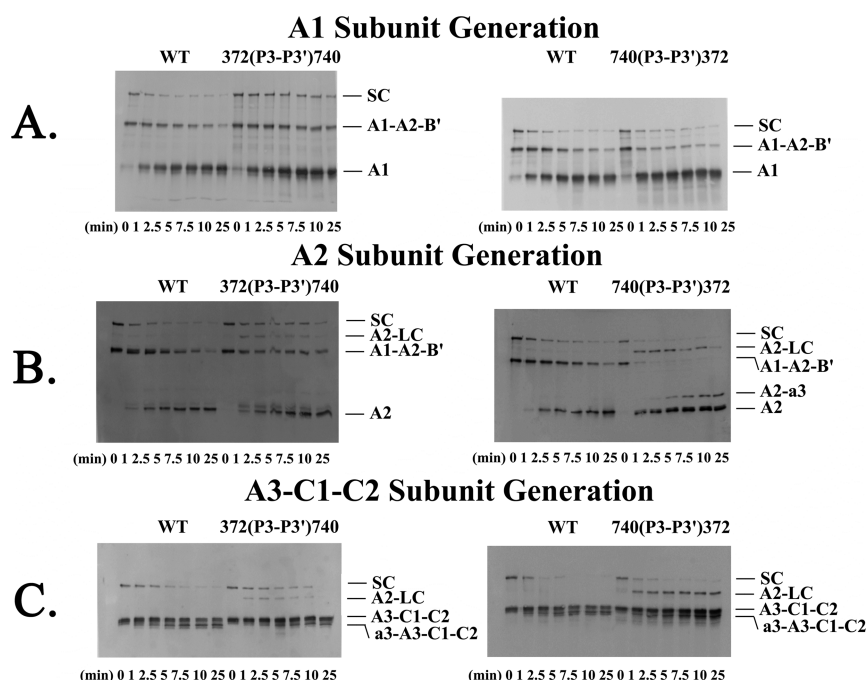 A1 Subunit Generation
WT 372(P3-P3')740 WT 740(P3-P3')372
A.
SC
A1-A2-B'
A1
SC
A1-A2-B'
A1
(min) 0 1 2.5 5 7.5 10 25 0 1 2.5 5 7.5 10 25
(min) 0 1 2.5 5 7.5 10 25 0 1 2.5 5 7.5 10 25
A2 Subunit Generation
WT 372(P3-P3')740 WT 740(P3-P3')372
B.
SC
A2-LC
A1-A2-B'
A2
SC
A2-LC
A1-A2-B'
A2-a3
A2
(min) 0 1 2.5 5 7.5 10 25 0 1 2.5 5 7.5 10 25
(min) 0 1 2.5 5 7.5 10 25 0 1 2.5 5 7.5 10 25
A3-C1-C2 Subunit Generation
WT 372(P3-P3')740 WT 740(P3-P3')372
C.
SC
A2-LC
A3-C1-C2
a3-A3-C1-C2
SC
A2-LC
A3-C1-C2
a3-A3-C1-C2
(min) 0 1 2.5 5 7.5 10 25 0 1 2.5 5 7.5 10 25
(min) 0 1 2.5 5 7.5 10 25 0 1 2.5 5 7.5 10 25